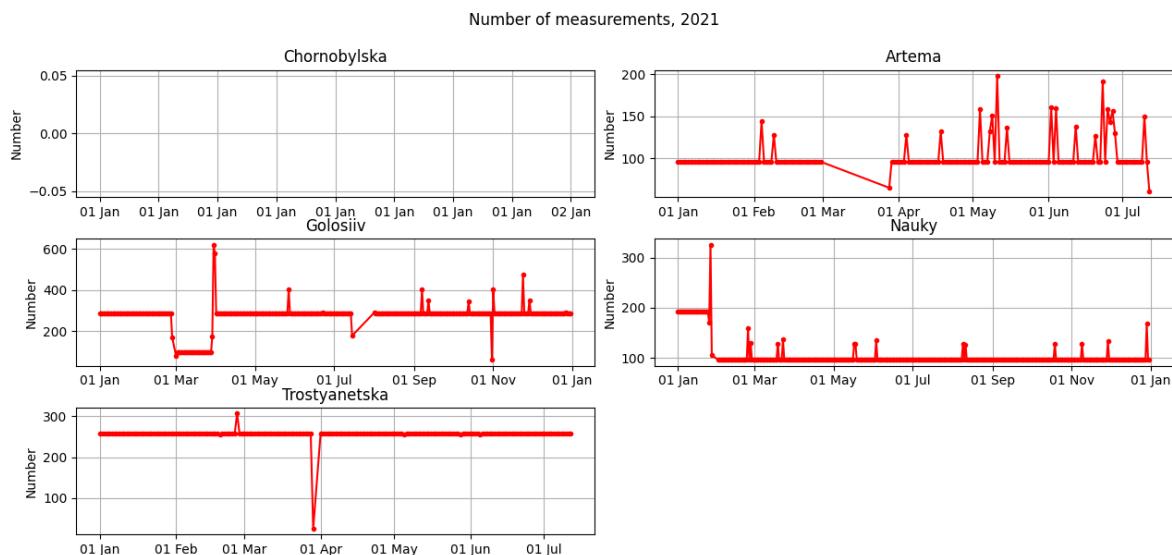 Number of measurements, 2021
Chornobylska
Number
0.05
0.00
−0.05
01 Jan 01 Jan 01 Jan 01 Jan 01 Jan 01 Jan 01 Jan 01 Jan 02 Jan
Artema
Number
200
150
100
01 Jan 01 Feb 01 Mar 01 Apr 01 May 01 Jun 01 Jul
Golosiiv
Number
600
400
200
01 Jan 01 Mar 01 May 01 Jul 01 Sep 01 Nov 01 Jan
Nauky
Number
300
200
100
01 Jan 01 Mar 01 May 01 Jul 01 Sep 01 Nov 01 Jan
Trostyanetska
Number
300
200
100
01 Jan 01 Feb 01 Mar 01 Apr 01 May 01 Jun 01 Jul